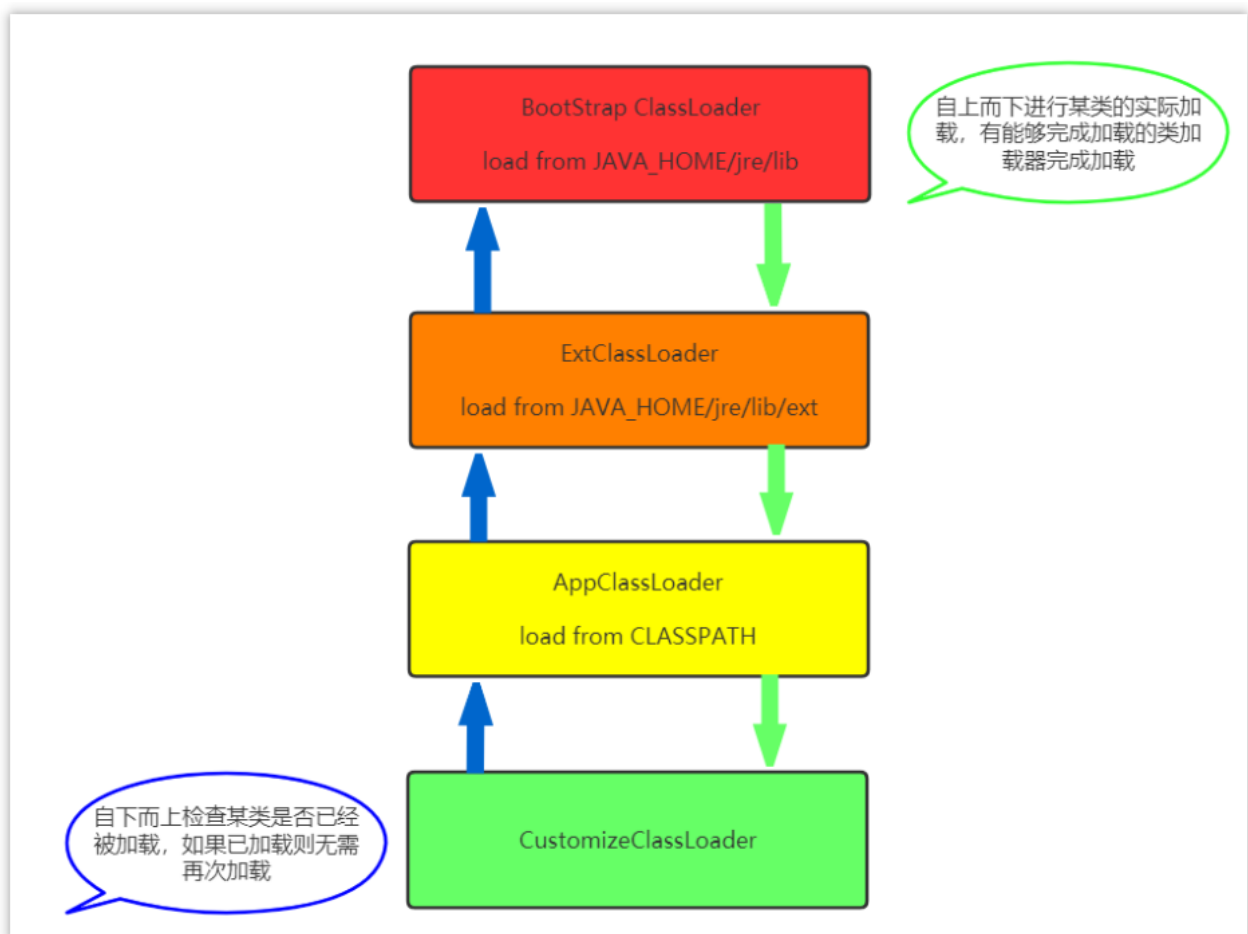 BootStrap ClassLoader
load from JAVA_HOME/jre/lib
自上而下进行某类的实际加
载，有能够完成加载的类加
载器完成加载
ExtClassLoader
load from JAVA_HOME/jre/lib/ext
AppClassLoader
load from CLASSPATH
自下而上检查某类是否已经
被加载，如果已加载则无需
再次加载
CustomizeClassLoader